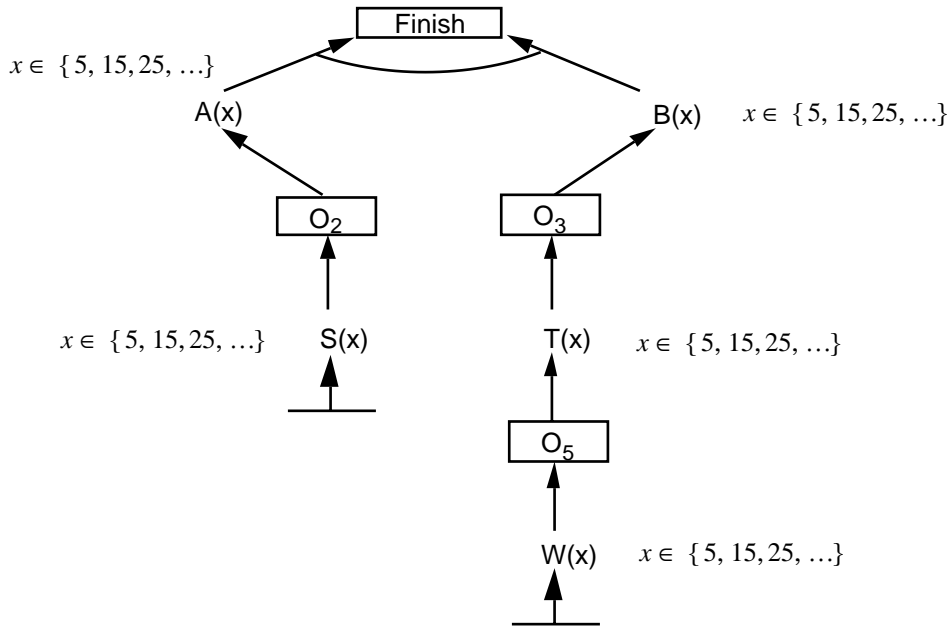 Finish
x ∈ {5, 15, 25, …}
A(x)
B(x)
x ∈ {5, 15, 25, …}
O₂
O₃
x ∈ {5, 15, 25, …}
S(x)
T(x)
x ∈ {5, 15, 25, …}
O₅
W(x)
x ∈ {5, 15, 25, …}